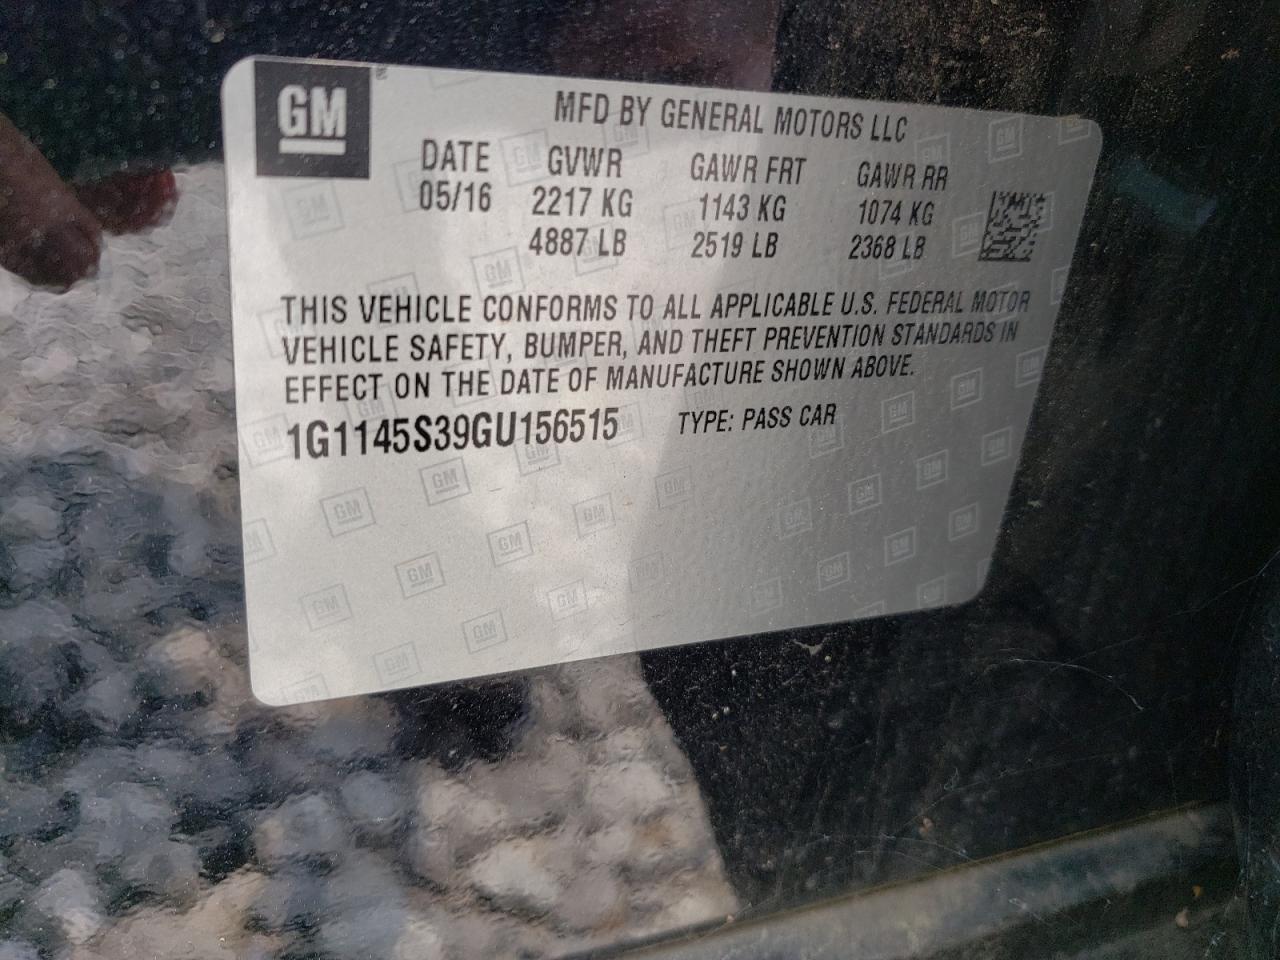 GM
MFD BY GENERAL MOTORS LLC
DATE GVWR GAWR FRT GAWR RR
05/16 2217 KG 1143 KG 1074 KG
4887 LB 2519 LB 2368 LB
THIS VEHICLE CONFORMS TO ALL APPLICABLE U.S. FEDERAL MOTOR
VEHICLE SAFETY, BUMPER, AND THEFT PREVENTION STANDARDS IN
EFFECT ON THE DATE OF MANUFACTURE SHOWN ABOVE.
1G1145S39GU156515 TYPE: PASS CAR